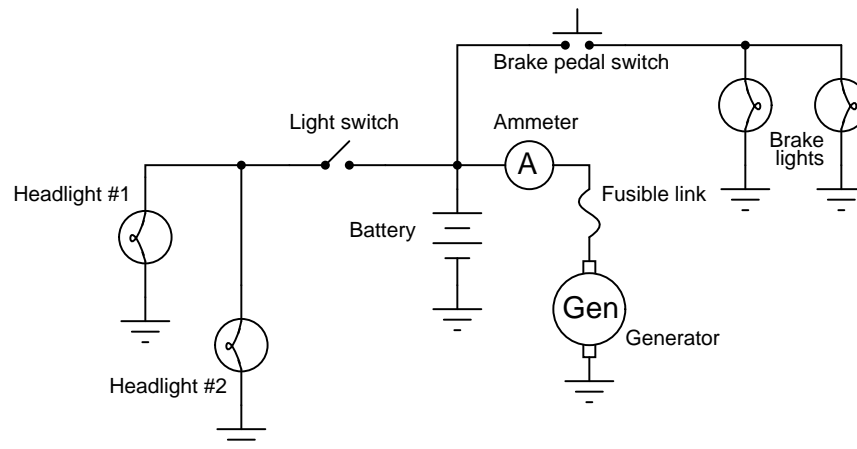 Brake pedal switch
Light switch
Ammeter
Brake
lights
A
Headlight #1
Fusible link
Battery
Gen
Generator
Headlight #2